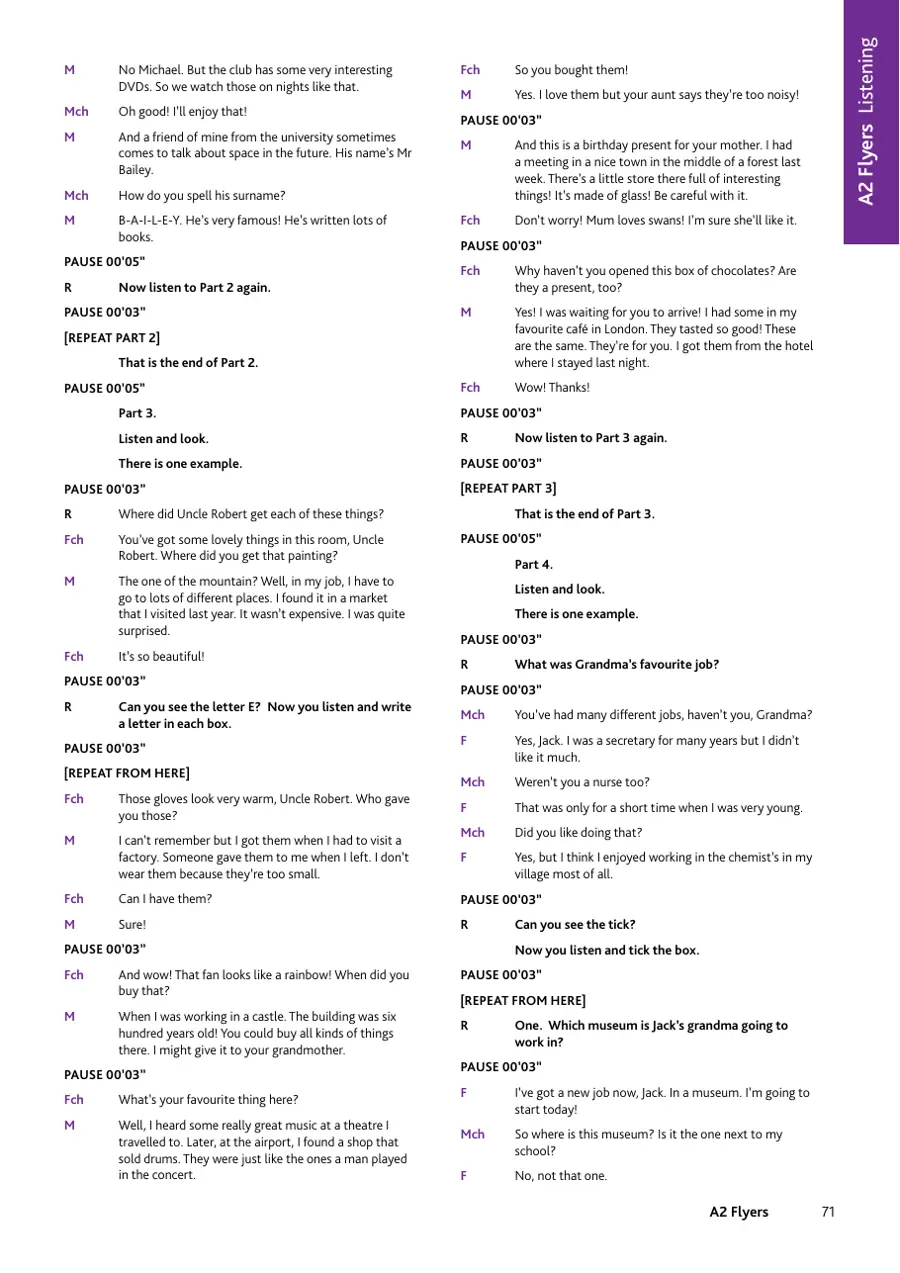 M No Michael. But the club has some very interesting
DVDs. So we watch those on nights like that.
Mch Oh good! I'll enjoy that!
M And a friend of mine from the university sometimes
comes to talk about space in the future. His name's Mr
Bailey.
Mch How do you spell his surname?
M B-A-I-L-E-Y. He's very famous! He's written lots of
books.
PAUSE 00'05"
R Now listen to Part 2 again.
PAUSE 00'03"
[REPEAT PART 2]
That is the end of Part 2.
PAUSE 00'05"
Part 3.
Listen and look.
There is one example.
PAUSE 00'03"
R Where did Uncle Robert get each of these things?
Fch You've got some lovely things in this room, Uncle
Robert. Where did you get that painting?
M The one of the mountain? Well, in my job, I have to
go to lots of different places. I found it in a market
that I visited last year. It wasn't expensive. I was quite
surprised.
Fch It's so beautiful!
PAUSE 00'03"
R Can you see the letter E? Now you listen and write
a letter in each box.
PAUSE 00'03"
[REPEAT FROM HERE]
Fch Those gloves look very warm, Uncle Robert. Who gave
you those?
M I can't remember but I got them when I had to visit a
factory. Someone gave them to me when I left. I don't
wear them because they're too small.
Fch Can I have them?
M Sure!
PAUSE 00'03"
Fch And wow! That fan looks like a rainbow! When did you
buy that?
M When I was working in a castle. The building was six
hundred years old! You could buy all kinds of things
there. I might give it to your grandmother.
PAUSE 00'03"
Fch What's your favourite thing here?
M Well, I heard some really great music at a theatre I
travelled to. Later, at the airport, I found a shop that
sold drums. They were just like the ones a man played
in the concert.
Fch So you bought them!
M Yes. I love them but your aunt says they're too noisy!
PAUSE 00'03"
M And this is a birthday present for your mother. I had
a meeting in a nice town in the middle of a forest last
week. There's a little store there full of interesting
things! It's made of glass! Be careful with it.
Fch Don't worry! Mum loves swans! I'm sure she'll like it.
PAUSE 00'03"
Fch Why haven't you opened this box of chocolates? Are
they a present, too?
M Yes! I was waiting for you to arrive! I had some in my
favourite café in London. They tasted so good! These
are the same. They're for you. I got them from the hotel
where I stayed last night.
Fch Wow! Thanks!
PAUSE 00'03"
R Now listen to Part 3 again.
PAUSE 00'03"
[REPEAT PART 3]
That is the end of Part 3.
PAUSE 00'05"
Part 4.
Listen and look.
There is one example.
PAUSE 00'03"
R What was Grandma's favourite job?
PAUSE 00'03"
Mch You've had many different jobs, haven't you, Grandma?
F Yes, Jack. I was a secretary for many years but I didn't
like it much.
Mch Weren't you a nurse too?
F That was only for a short time when I was very young.
Mch Did you like doing that?
F Yes, but I think I enjoyed working in the chemist's in my
village most of all.
PAUSE 00'03"
R Can you see the tick?
Now you listen and tick the box.
PAUSE 00'03"
[REPEAT FROM HERE]
R One. Which museum is Jack's grandma going to
work in?
PAUSE 00'03"
F I've got a new job now, Jack. In a museum. I'm going to
start today!
Mch So where is this museum? Is it the one next to my
school?
F No, not that one.
A2 Flyers Listening
A2 Flyers 71